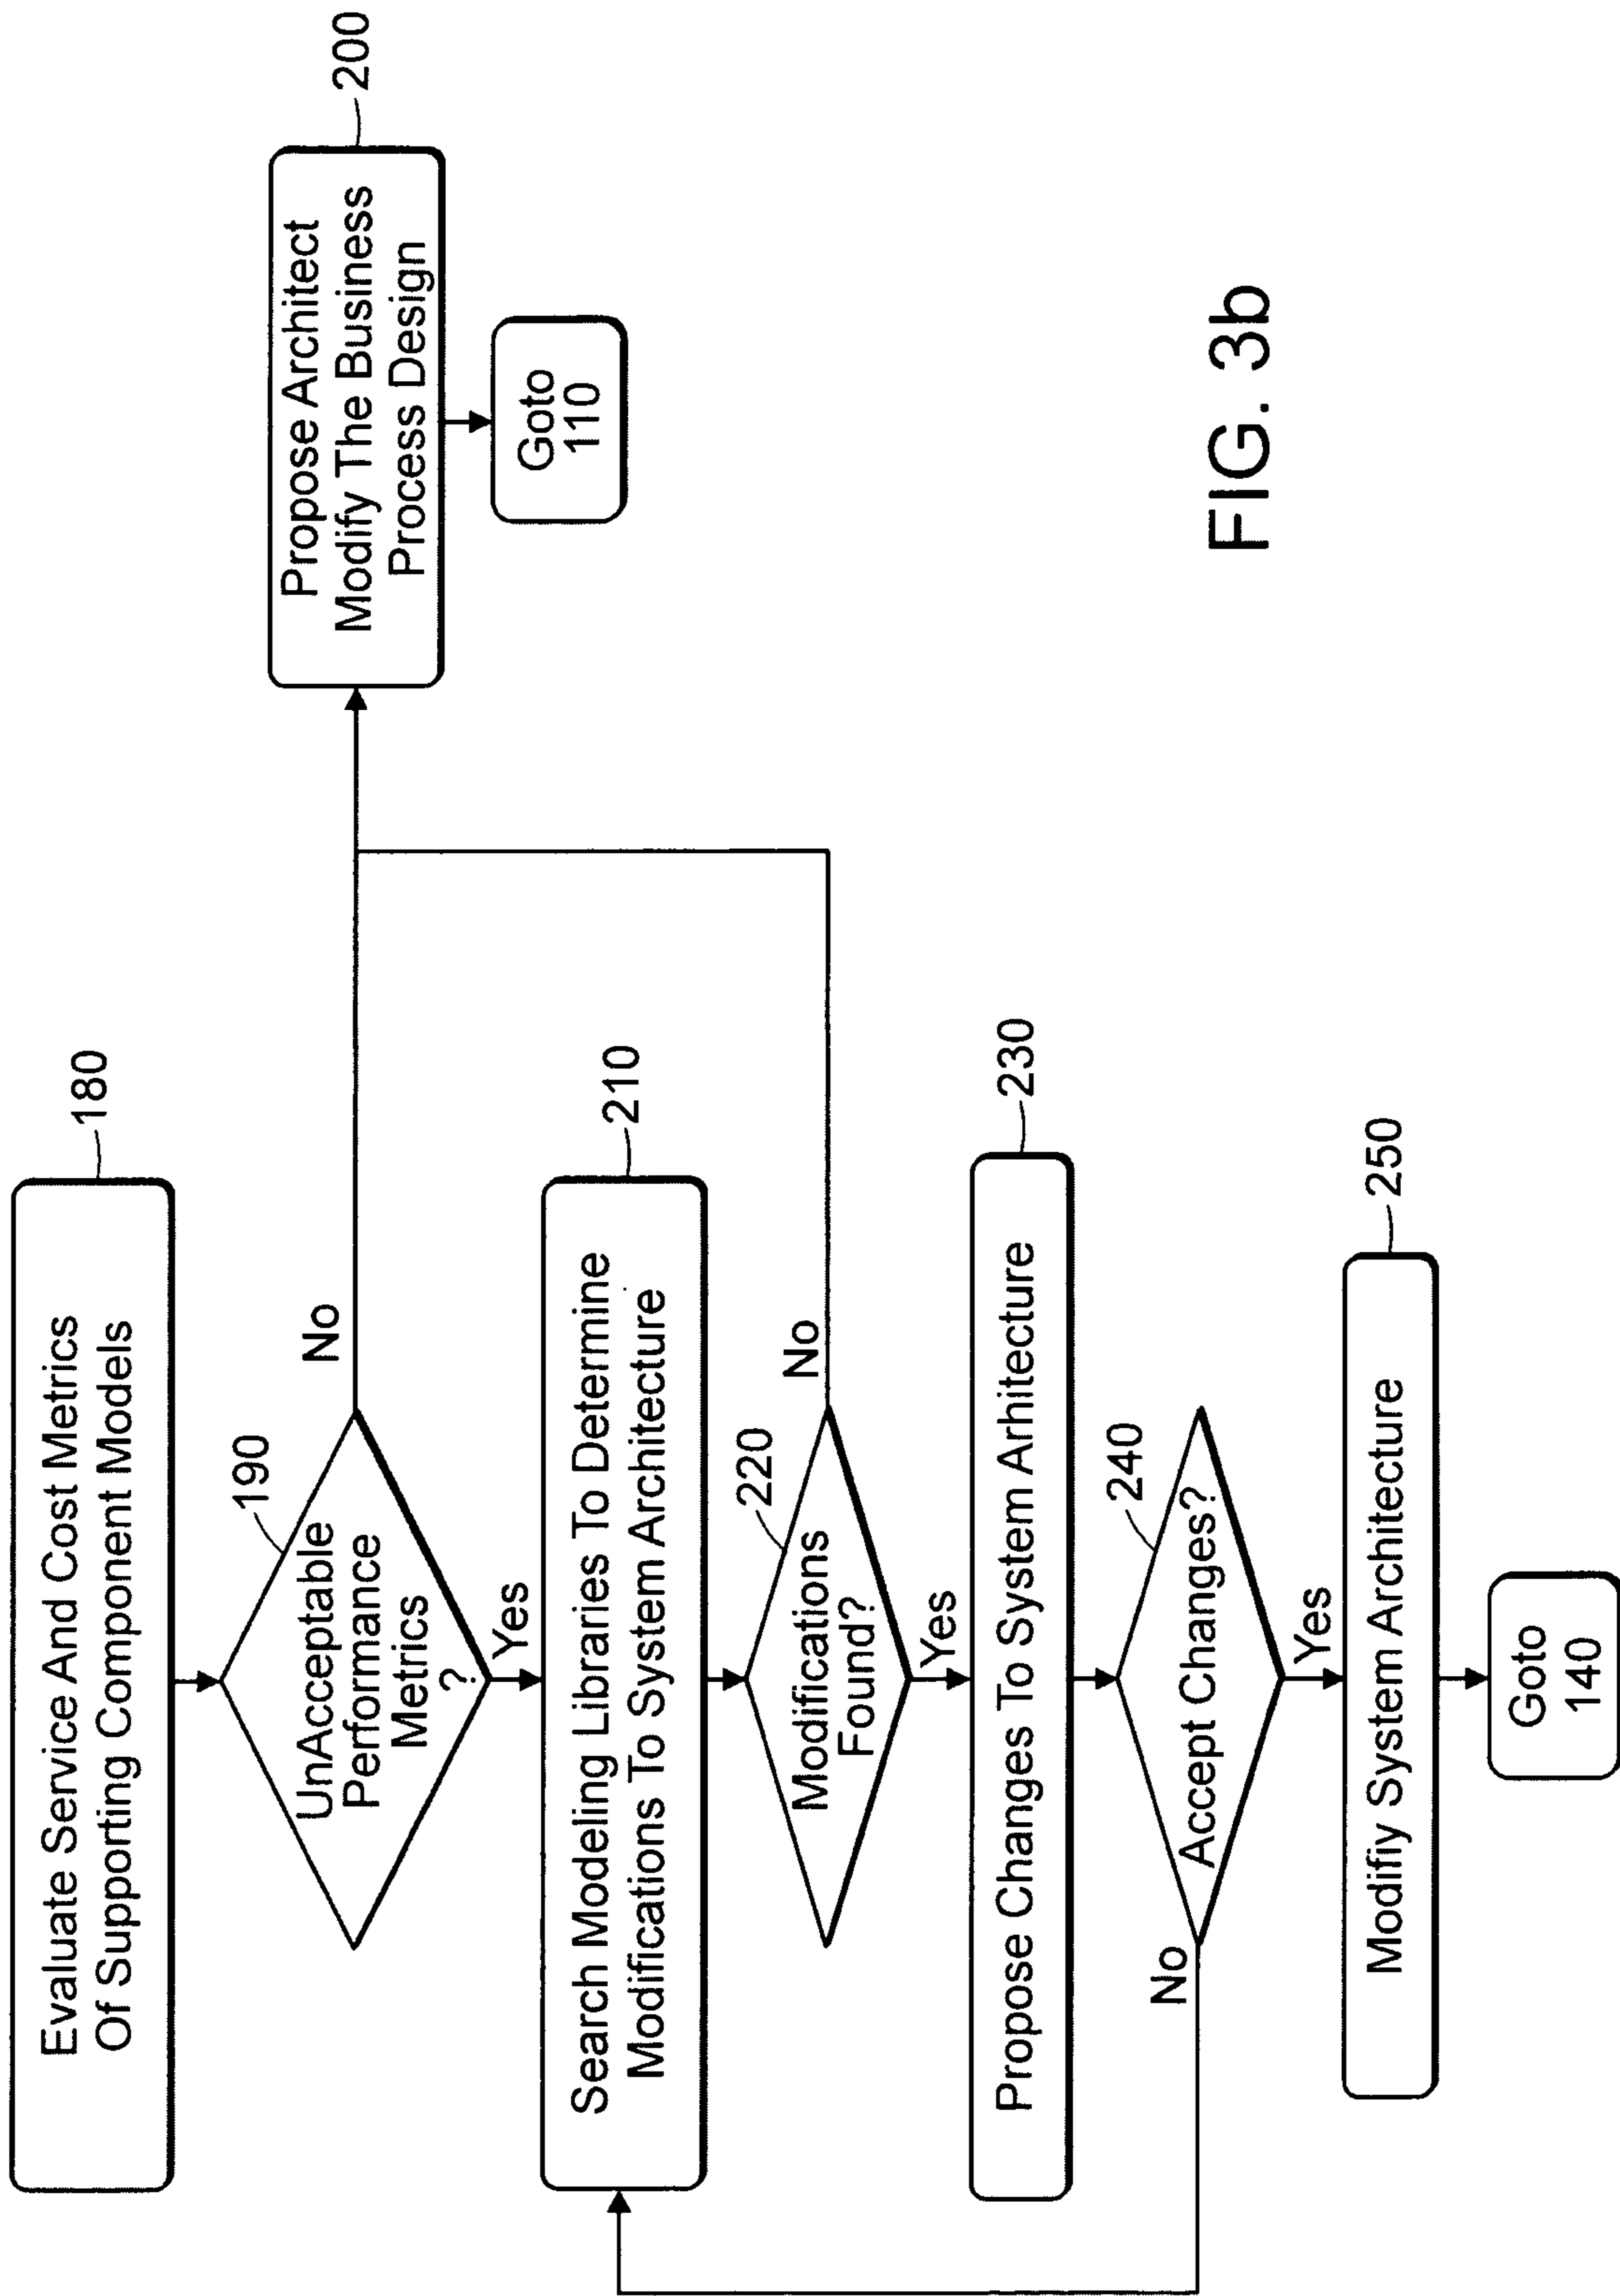 Evaluate Service And Cost Metrics
Of Supporting Component Models
180
190
UnAcceptable
Performance
Metrics
?
No
Yes
Propose Architect
Modify The Business
Process Design
200
Goto
110
Search Modeling Libraries To Determine
Modifications To System Architecture
210
220
Modifications
Found?
No
Yes
Propose Changes To System Arhitecture
230
240
Accept Changes?
No
Yes
Modifiy System Architecture
250
Goto
140
FIG. 3b